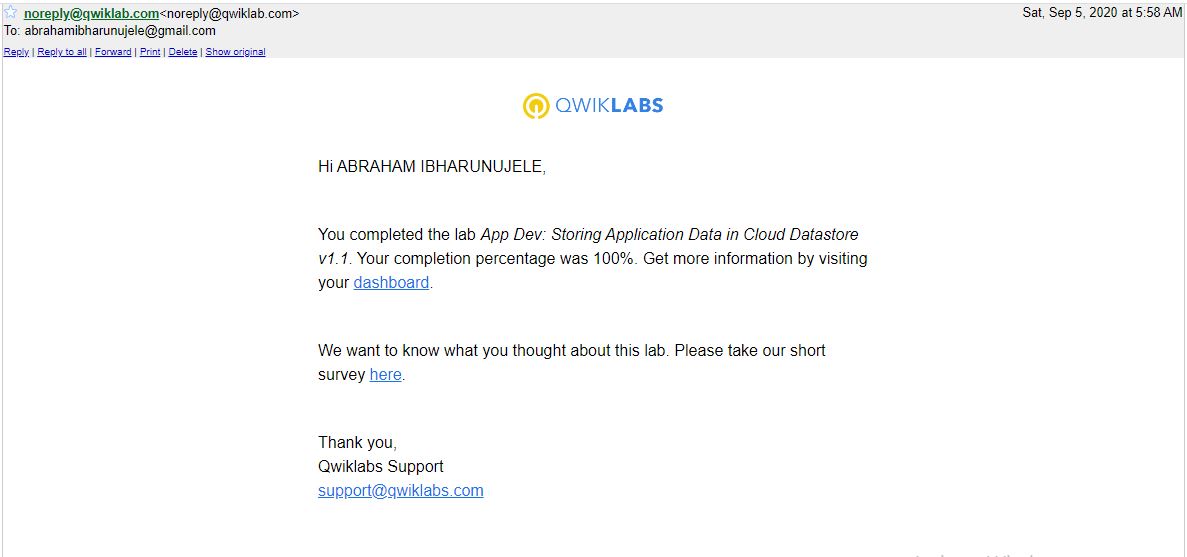 noreply@qwiklab.com<noreply@qwiklab.com> Sat, Sep 5, 2020 at 5:58 AM
To: abrahamibharunujele@gmail.com
Reply | Reply to all | Forward | Print | Delete | Show original
QWIKLABS
Hi ABRAHAM IBHARUNUJELE,
You completed the lab App Dev: Storing Application Data in Cloud Datastore
v1.1. Your completion percentage was 100%. Get more information by visiting
your dashboard.
We want to know what you thought about this lab. Please take our short
survey here.
Thank you,
Qwiklabs Support
support@qwiklabs.com